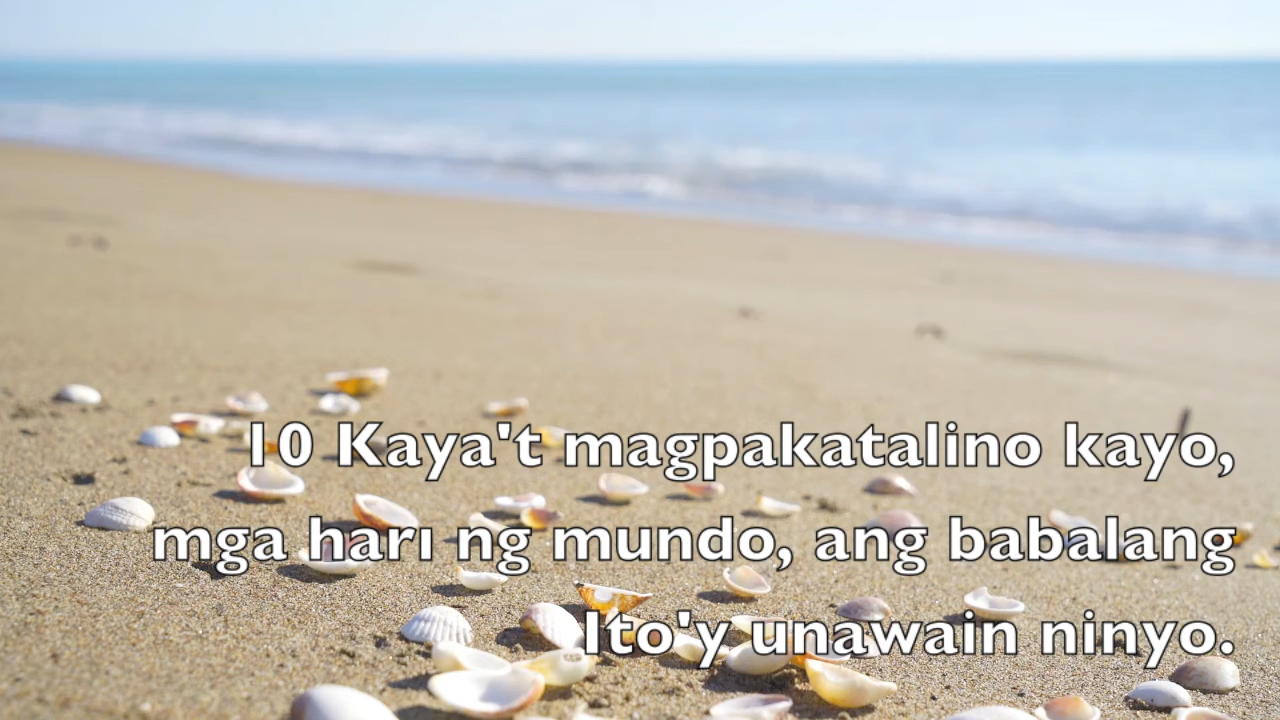 10 Kaya't magpakatalino kayo,
mga hari ng mundo, ang babalang
Ito'y unawain ninyo.